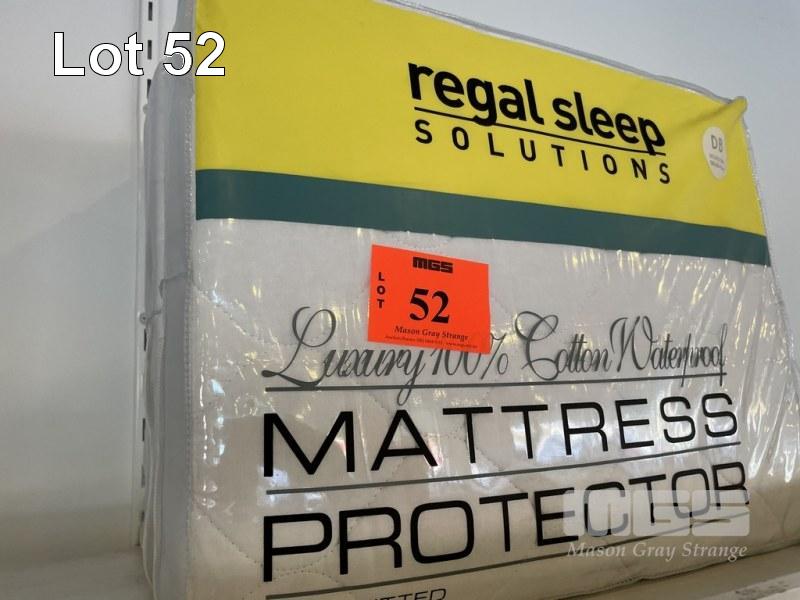 Lot 52
regal sleep
SOLUTIONS
DB
MGS
LOT
52
Mason Gray Strange
Luxury 100% Cotton Waterproof
MATTRESS
PROTECTOR
MGS
Mason Gray Strange